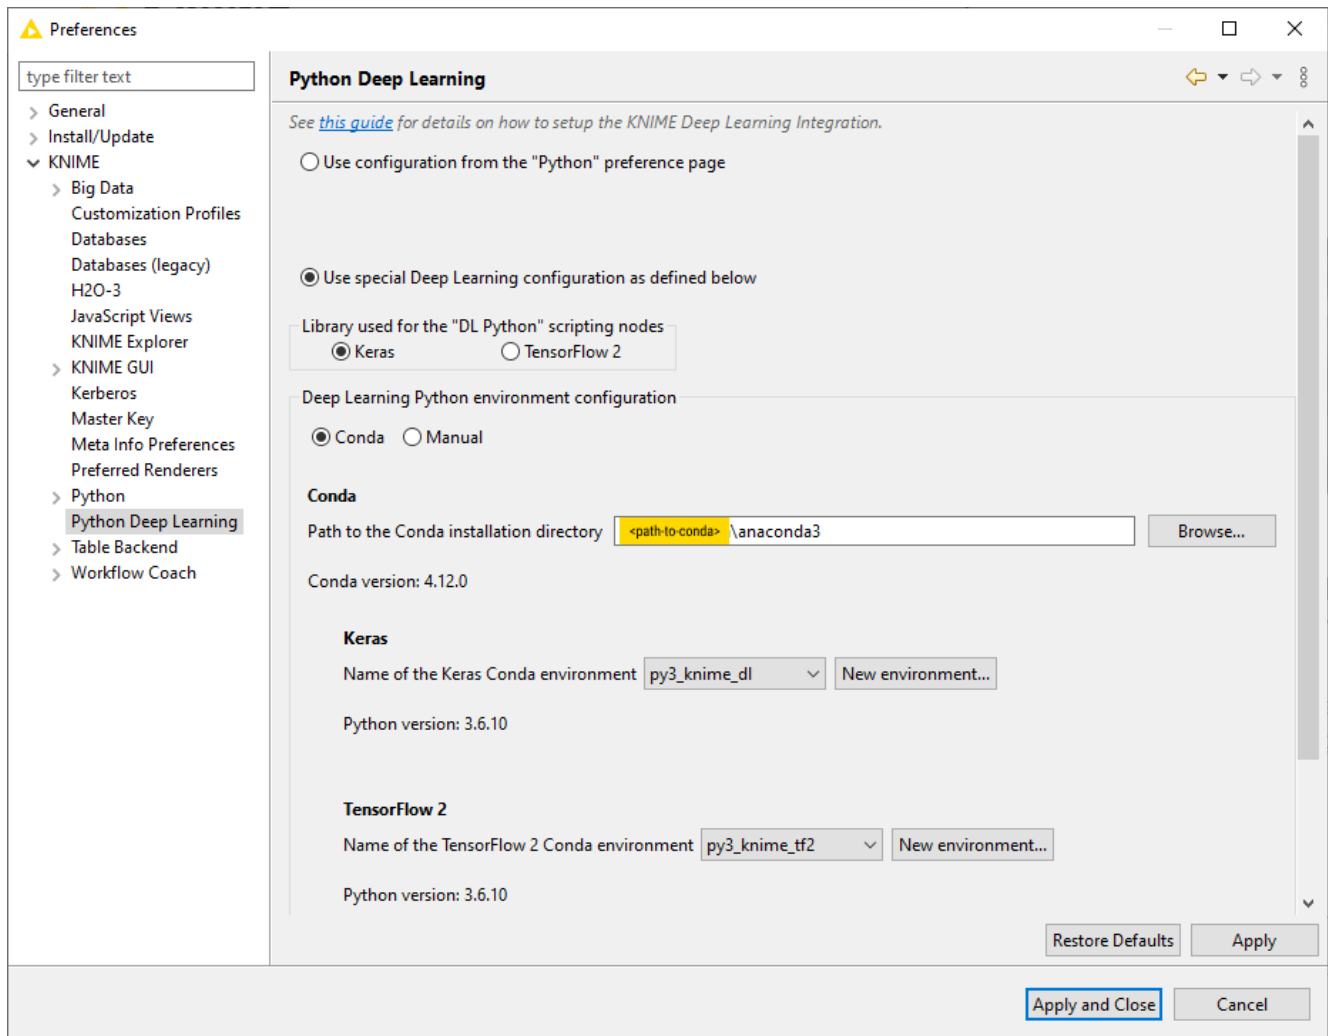 Preferences
type filter text
General
Install/Update
KNIME
Big Data
Customization Profiles
Databases
Databases (legacy)
H2O-3
JavaScript Views
KNIME Explorer
KNIME GUI
Kerberos
Master Key
Meta Info Preferences
Preferred Renderers
Python
Python Deep Learning
Table Backend
Workflow Coach
Python Deep Learning
See this guide for details on how to setup the KNIME Deep Learning Integration.
Use configuration from the "Python" preference page
Use special Deep Learning configuration as defined below
Library used for the "DL Python" scripting nodes
Keras TensorFlow 2
Deep Learning Python environment configuration
Conda Manual
Conda
Path to the Conda installation directory <path-to-conda> \anaconda3 Browse...
Conda version: 4.12.0
Keras
Name of the Keras Conda environment py3_knime_dl New environment...
Python version: 3.6.10
TensorFlow 2
Name of the TensorFlow 2 Conda environment py3_knime_tf2 New environment...
Python version: 3.6.10
Restore Defaults Apply
Apply and Close Cancel